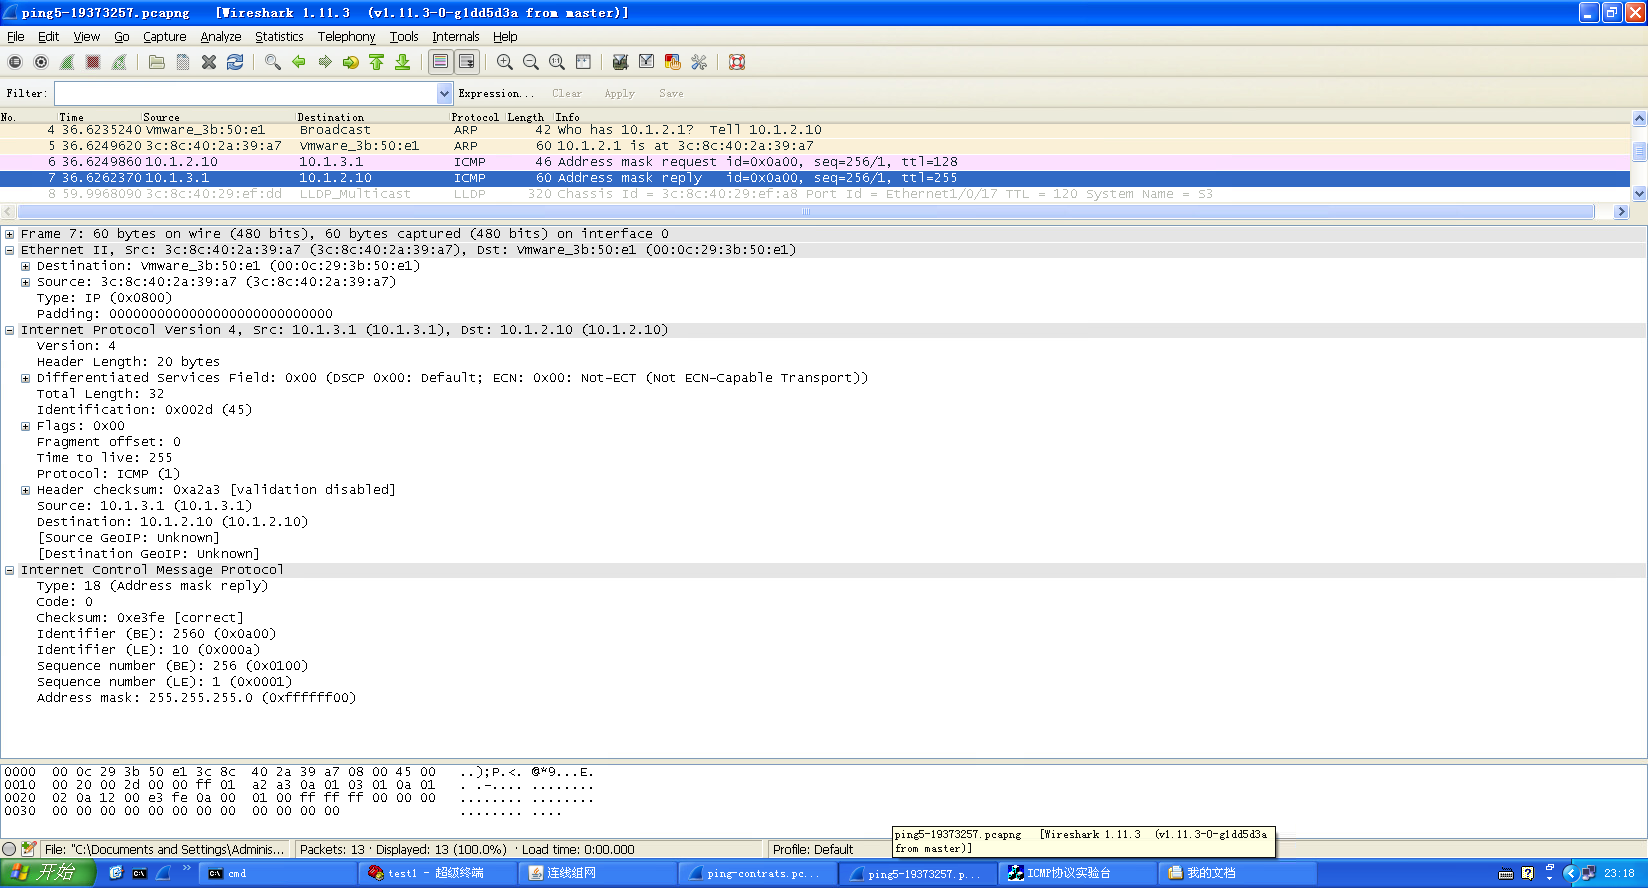 ping5-19373257.pcapng   [Wireshark 1.11.3  (v1.11.3-0-g1dd5d3a from master)]
File Edit View Go Capture Analyze Statistics Telephony Tools Internals Help
Filter: Expression... Clear Apply Save
No. Time Source Destination Protocol Length Info
4 36.6235240 Vmware_3b:50:e1 Broadcast ARP 42 Who has 10.1.2.1?  Tell 10.1.2.10
5 36.6249620 3c:8c:40:2a:39:a7 Vmware_3b:50:e1 ARP 60 10.1.2.1 is at 3c:8c:40:2a:39:a7
6 36.6249860 10.1.2.10 10.1.3.1 ICMP 46 Address mask request id=0x0a00, seq=256/1, ttl=128
7 36.6262370 10.1.3.1 10.1.2.10 ICMP 60 Address mask reply   id=0x0a00, seq=256/1, ttl=255
8 59.9968090 3c:8c:40:29:ef:dd LLDP_Multicast LLDP 320 Chassis Id = 3c:8c:40:29:ef:a8 Port Id = Ethernet1/0/17 TTL = 120 System Name = S3
Frame 7: 60 bytes on wire (480 bits), 60 bytes captured (480 bits) on interface 0
Ethernet II, Src: 3c:8c:40:2a:39:a7 (3c:8c:40:2a:39:a7), Dst: Vmware_3b:50:e1 (00:0c:29:3b:50:e1)
Destination: Vmware_3b:50:e1 (00:0c:29:3b:50:e1)
Source: 3c:8c:40:2a:39:a7 (3c:8c:40:2a:39:a7)
Type: IP (0x0800)
Padding: 0000000000000000000000000000
Internet Protocol Version 4, Src: 10.1.3.1 (10.1.3.1), Dst: 10.1.2.10 (10.1.2.10)
Version: 4
Header Length: 20 bytes
Differentiated Services Field: 0x00 (DSCP 0x00: Default; ECN: 0x00: Not-ECT (Not ECN-Capable Transport))
Total Length: 32
Identification: 0x002d (45)
Flags: 0x00
Fragment offset: 0
Time to live: 255
Protocol: ICMP (1)
Header checksum: 0xa2a3 [validation disabled]
Source: 10.1.3.1 (10.1.3.1)
Destination: 10.1.2.10 (10.1.2.10)
[Source GeoIP: Unknown]
[Destination GeoIP: Unknown]
Internet Control Message Protocol
Type: 18 (Address mask reply)
Code: 0
Checksum: 0xe3fe [correct]
Identifier (BE): 2560 (0x0a00)
Identifier (LE): 10 (0x000a)
Sequence number (BE): 256 (0x0100)
Sequence number (LE): 1 (0x0001)
Address mask: 255.255.255.0 (0xffffff00)
0000  00 0c 29 3b 50 e1 3c 8c  40 2a 39 a7 08 00 45 00   ..);P.<. @*9...E.
0010  00 20 00 2d 00 00 ff 01  a2 a3 0a 01 03 01 0a 01   . .-.... ........
0020  02 0a 12 00 e3 fe 0a 00  01 00 ff ff ff 00 00 00   ........ ........
0030  00 00 00 00 00 00 00 00  00 00 00 00   ........ ....
ping5-19373257.pcapng   [Wireshark 1.11.3  (v1.11.3-0-g1dd5d3a
from master)]
File: "C:\Documents and Settings\Adminis... Packets: 13 · Displayed: 13 (100.0%) · Load time: 0:00.000 Profile: Default
开始 cmd test1 - 超级终端 连线组网 ping-contrats.pc... ping5-19373257.p... ICMP协议实验台 我的文档 23:18